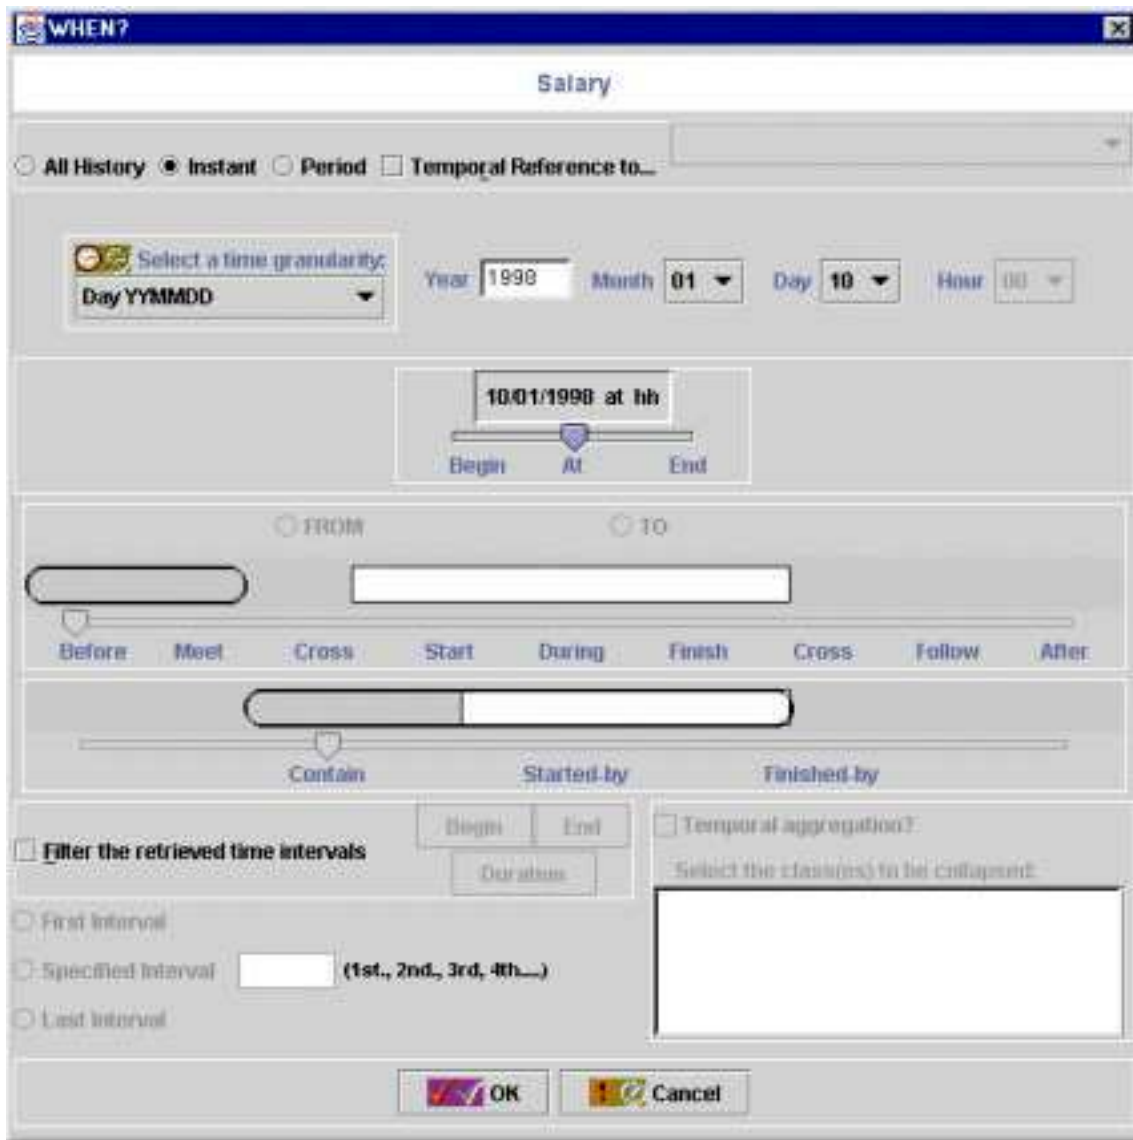 WHEN?
Salary
All History Instant Period Temporal Reference to...
Select a time granularity:
Day YYMMDD
Year 1998 Month 01 Day 10 Hour 00
10/01/1998 at hh
Begin At End
FROM TO
Before Meet Cross Start During Finish Cross Follow After
Contain Started-by Finished-by
Filter the retrieved time intervals
Begin End
Duration
Temporal aggregation?
Select the class(es) to be collapsed:
First Interval
Specified Interval (1st., 2nd., 3rd, 4th....)
Last Interval
OK Cancel